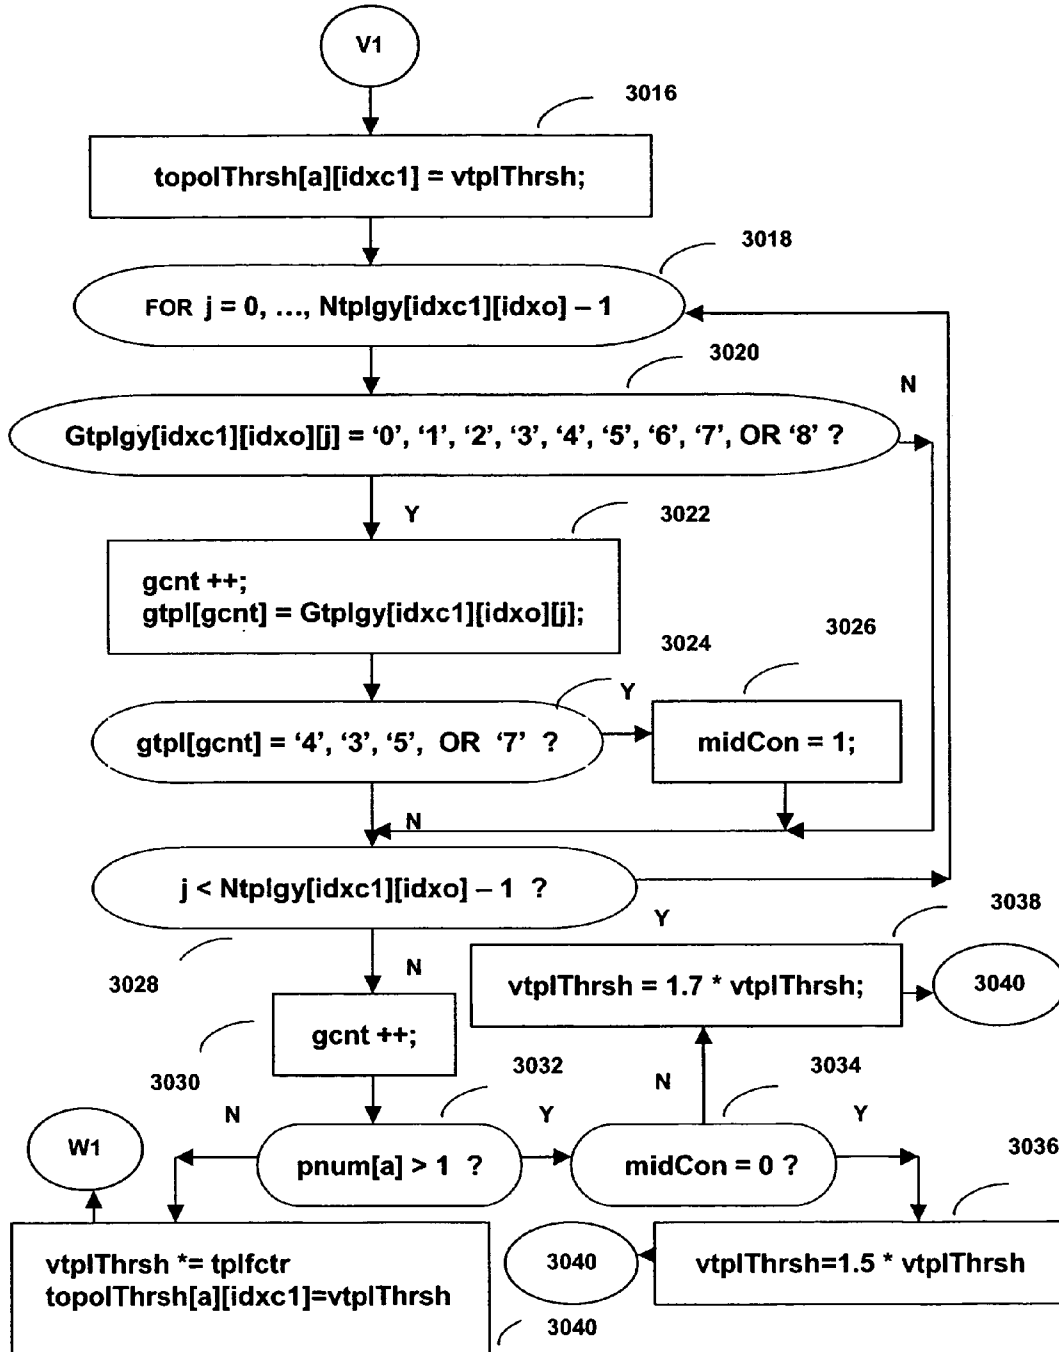 V1
3016
topolThrsh[a][idxc1] = vtplThrsh;
3018
FOR j = 0, …, Ntplgy[idxc1][idxo] – 1
3020
N
Gtplgy[idxc1][idxo][j] = ‘0’, ‘1’, ‘2’, ‘3’, ‘4’, ‘5’, ‘6’, ‘7’, OR ‘8’ ?
Y
3022
gcnt ++;
gtpl[gcnt] = Gtplgy[idxc1][idxo][j];
3024
3026
Y
gtpl[gcnt] = ‘4’, ‘3’, ‘5’, OR ‘7’ ?
midCon = 1;
N
j < Ntplgy[idxc1][idxo] – 1 ?
Y
3038
3028
N
vtplThrsh = 1.7 * vtplThrsh;
3040
gcnt ++;
3030
3032
N
3034
N
Y
Y
W1
pnum[a] > 1 ?
midCon = 0 ?
3036
vtplThrsh *= tplfctr
topolThrsh[a][idxc1]=vtplThrsh
3040
vtplThrsh=1.5 * vtplThrsh
3040